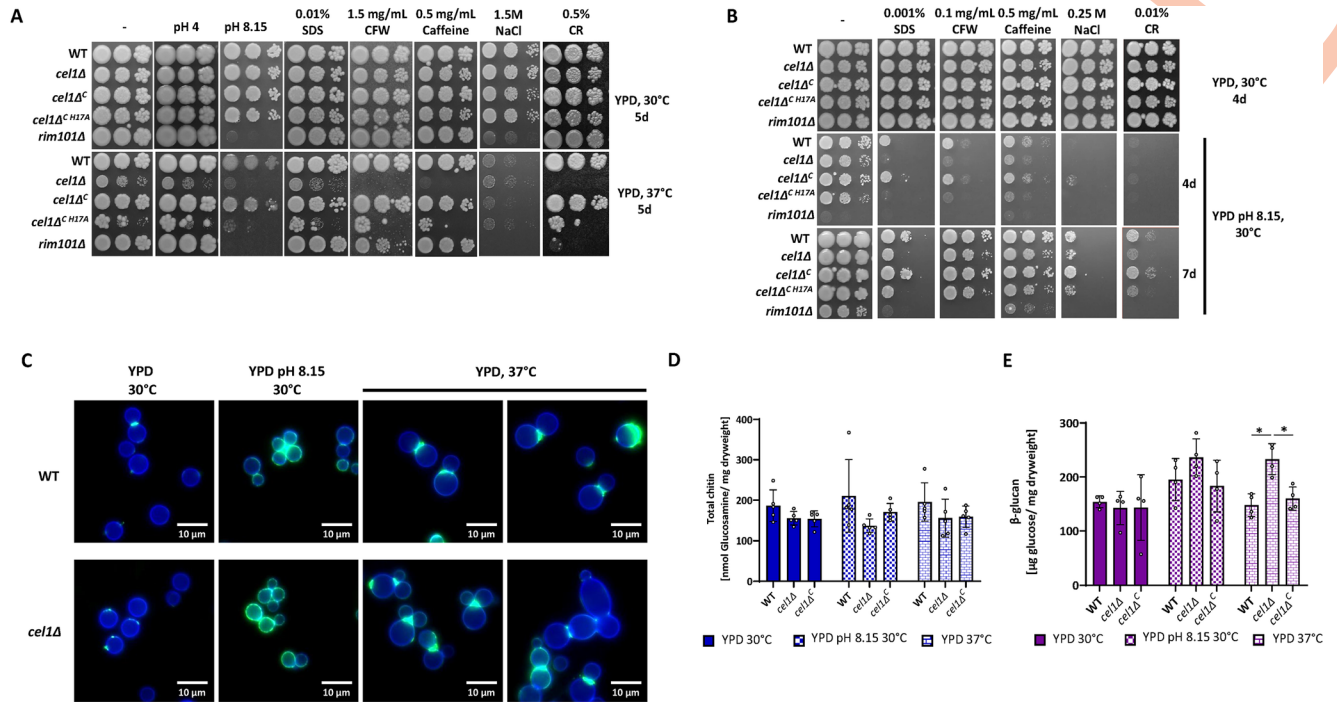 A
- pH 4 pH 8.15 0.01% SDS 1.5 mg/mL CFW 0.5 mg/mL Caffeine 1.5M NaCl 0.5% CR
WT
cel1Δ
cel1Δ^C
cel1Δ^C H17A
rim101Δ
YPD, 30°C
5d
WT
cel1Δ
cel1Δ^C
cel1Δ^C H17A
rim101Δ
YPD, 37°C
5d
B
- 0.001% SDS 0.1 mg/mL CFW 0.5 mg/mL Caffeine 0.25 M NaCl 0.01% CR
WT
cel1Δ
cel1Δ^C
cel1Δ^C H17A
rim101Δ
YPD, 30°C
4d
WT
cel1Δ
cel1Δ^C
cel1Δ^C H17A
rim101Δ
4d
WT
cel1Δ
cel1Δ^C
cel1Δ^C H17A
rim101Δ
7d
YPD pH 8.15,
30°C
C
YPD
30°C
YPD pH 8.15
30°C
YPD, 37°C
WT
10 μm 10 μm 10 μm 10 μm
cel1Δ
10 μm 10 μm 10 μm 10 μm
D
Total chitin
[nmol Glucosamine/ mg dryweight]
400
300
200
100
0
WT cel1Δ cel1Δ^C WT cel1Δ cel1Δ^C WT cel1Δ cel1Δ^C
YPD 30°C YPD pH 8.15 30°C YPD 37°C
E
β-glucan
[μg glucose/ mg dryweight]
300
200
100
0
* *
WT cel1Δ cel1Δ^C WT cel1Δ cel1Δ^C WT cel1Δ cel1Δ^C
YPD 30°C YPD pH 8.15 30°C YPD 37°C